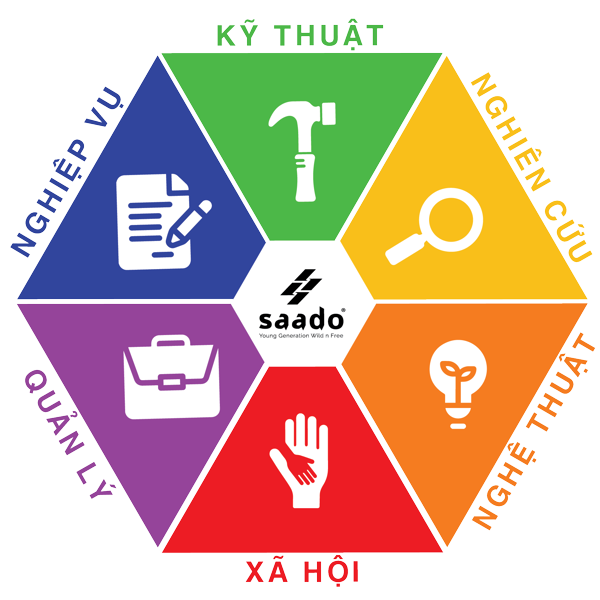 KỸ THUẬT
NGHIÊN CỨU
NGHỆ THUẬT
XÃ HỘI
QUẢN LÝ
NGHIỆP VỤ
saado®
Young Generation Wild n Free